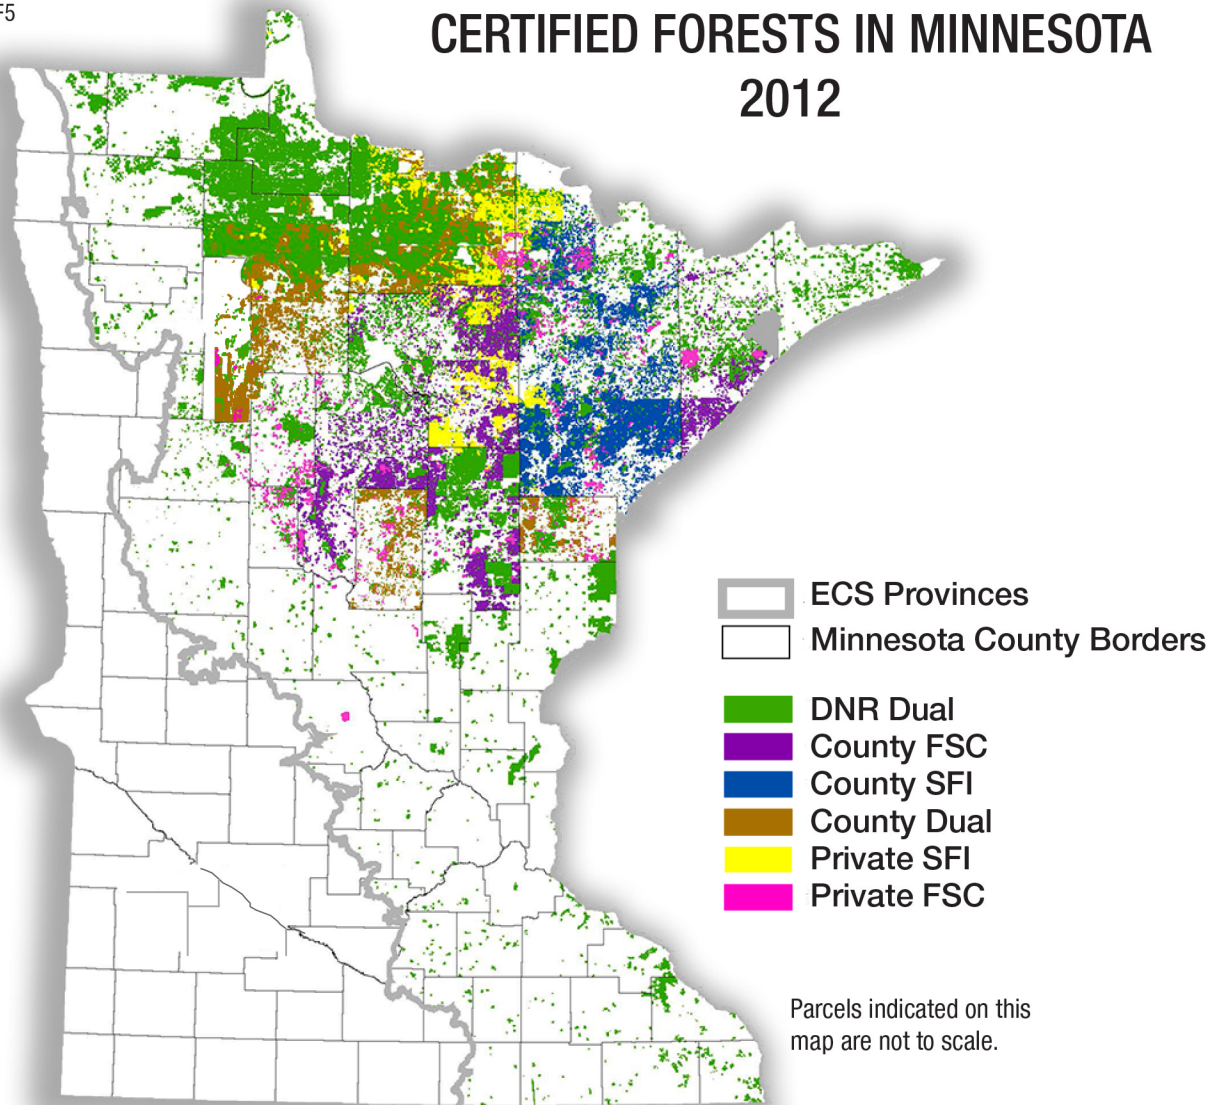 F5
CERTIFIED FORESTS IN MINNESOTA
2012
ECS Provinces
Minnesota County Borders
DNR Dual
County FSC
County SFI
County Dual
Private SFI
Private FSC
Parcels indicated on this
map are not to scale.